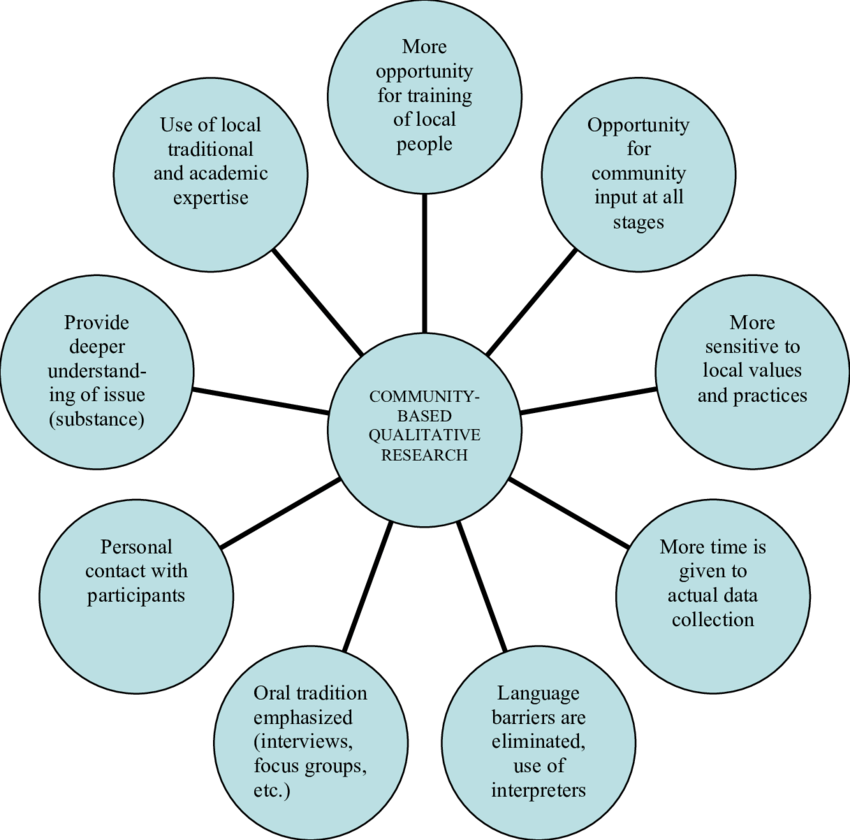 More
opportunity
for training
of local
people
Opportunity
for
community
input at all
stages
More
sensitive to
local values
and practices
More time is
given to
actual data
collection
Language
barriers are
eliminated,
use of
interpreters
Oral tradition
emphasized
(interviews,
focus groups,
etc.)
Personal
contact with
participants
Provide
deeper
understand-
ing of issue
(substance)
Use of local
traditional
and academic
expertise
COMMUNITY-
BASED
QUALITATIVE
RESEARCH